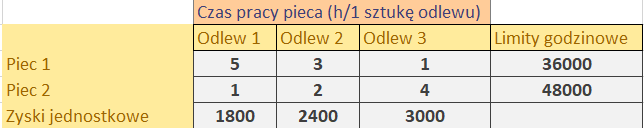 Czas pracy pieca (h/1 sztukę odlewu)
Odlew 1 Odlew 2 Odlew 3 Limity godzinowe
Piec 1 5 3 1 36000
Piec 2 1 2 4 48000
Zyski jednostkowe 1800 2400 3000